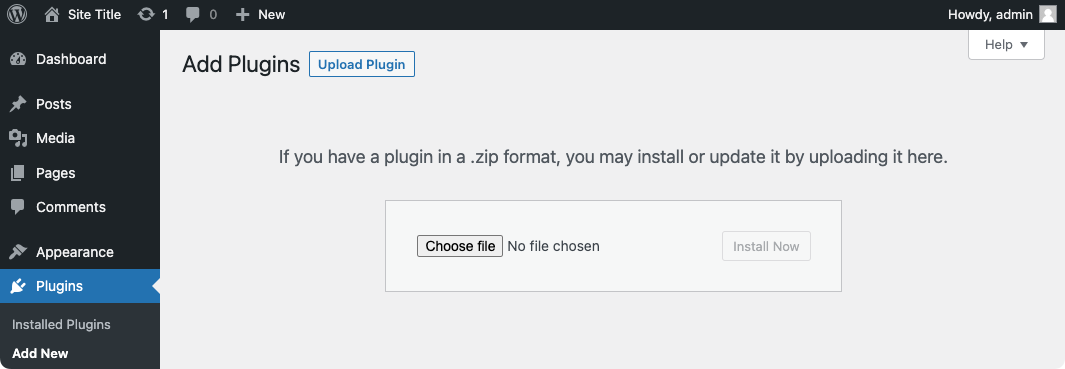 Site Title 1 0 New Howdy, admin
Help
Dashboard
Posts
Media
Pages
Comments
Appearance
Plugins
Installed Plugins
Add New
Add Plugins Upload Plugin
If you have a plugin in a .zip format, you may install or update it by uploading it here.
Choose file No file chosen Install Now